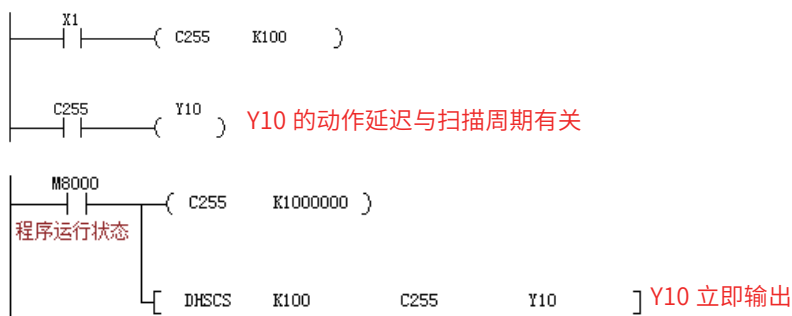 X1
C255 K100
C255 Y10 Y10 的动作延迟与扫描周期有关
M8000
C255 K1000000
程序运行状态
DHSCS K100 C255 Y10 Y10 立即输出